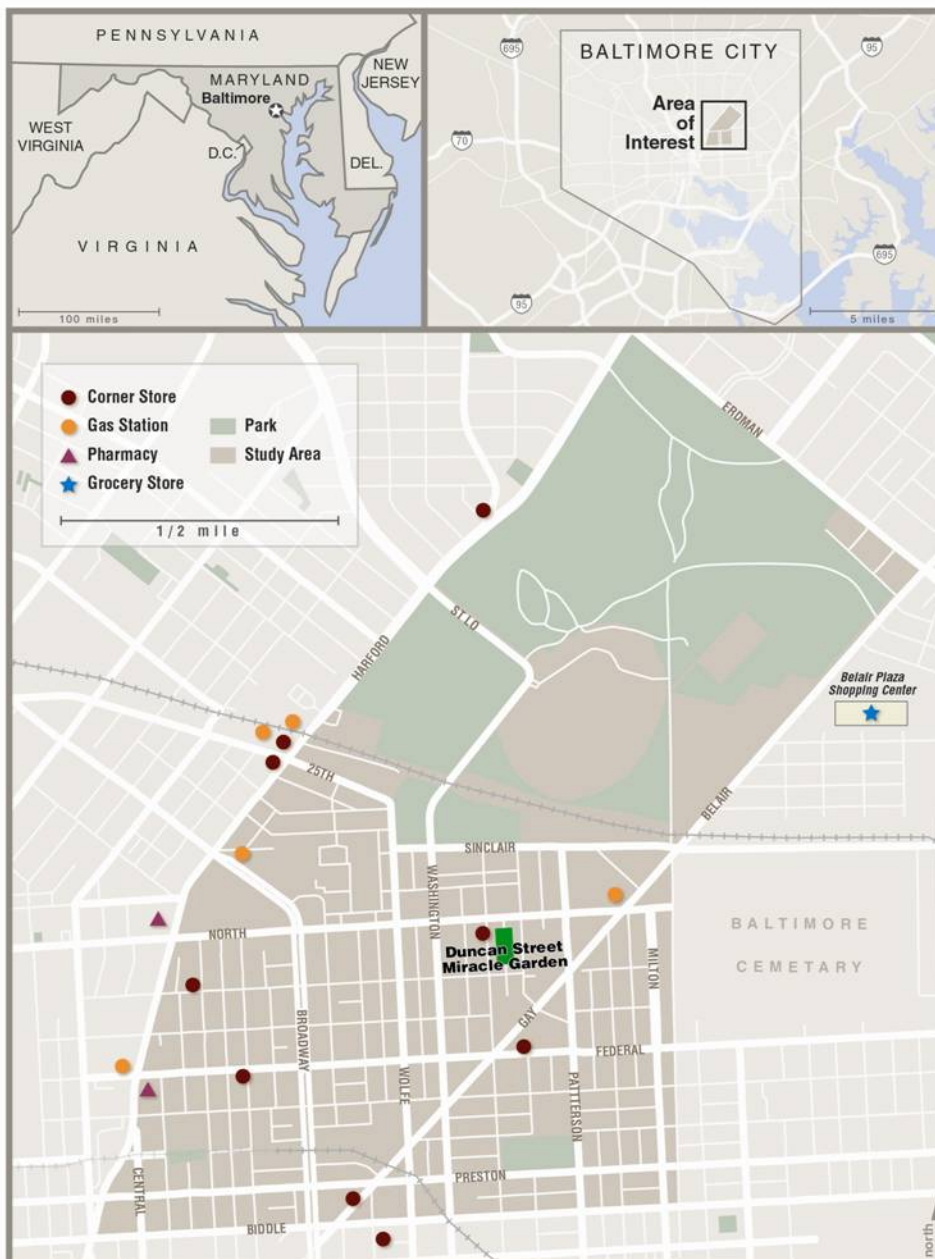 PENNSYLVANIA
MARYLAND
Baltimore
NEW
JERSEY
WEST
VIRGINIA
D.C.
DEL.
VIRGINIA
100 miles
BALTIMORE CITY
695
95
Area
of
Interest
70
695
95
5 miles
Corner Store
Gas Station
Pharmacy
Grocery Store
Park
Study Area
1/2 mile
ERDMAN
ST LO
HARFORD
Belair Plaza
Shopping Center
25TH
BELAIR
SINCLAIR
WASHINGTON
NORTH
Duncan Street
Miracle Garden
MILTON
BALTIMORE
CEMETARY
GAY
BROADWAY
FEDERAL
WOLFE
PATTTERSON
CENTRAL
PRESTON
BIDDLE
north